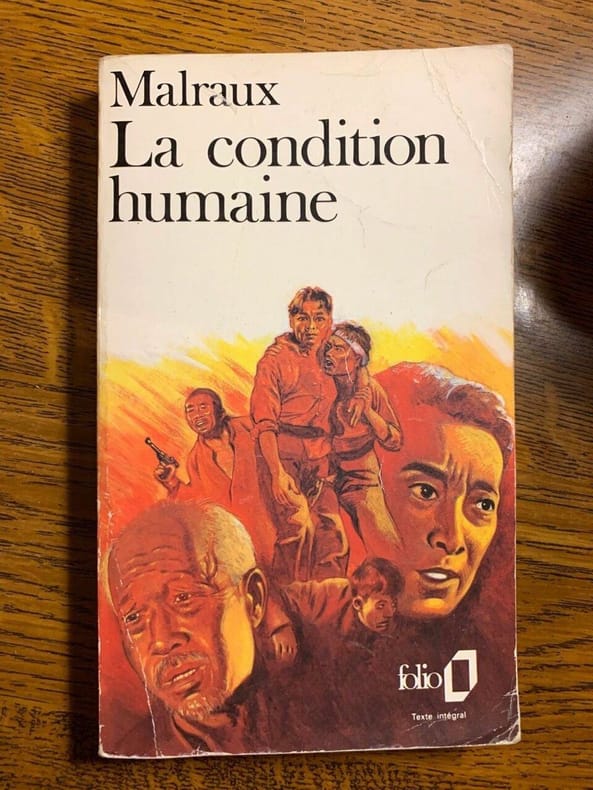 Malraux
La condition
humaine
folio
Texte intégral